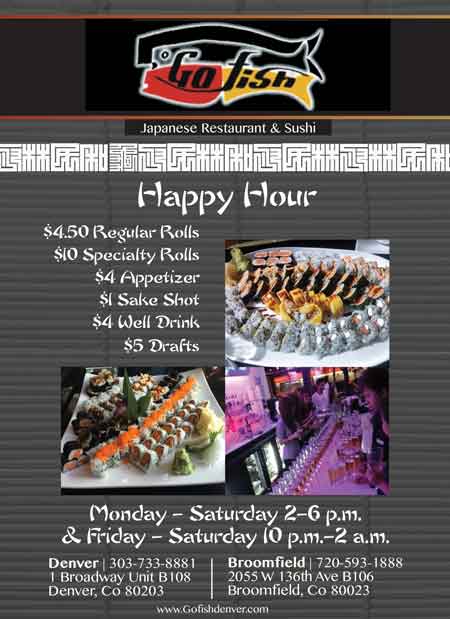 Go fish
Japanese Restaurant & Sushi
Happy Hour
$4.50 Regular Rolls
$10 Specialty Rolls
$4 Appetizer
$1 Sake Shot
$4 Well Drink
$5 Drafts
Monday – Saturday 2–6 p.m.
& Friday – Saturday 10 p.m.–2 a.m.
Denver | 303-733-8881
1 Broadway Unit B108
Denver, Co 80203
Broomfield | 720-593-1888
2055 W 136th Ave B106
Broomfield, Co 80023
www.Gofishdenver.com